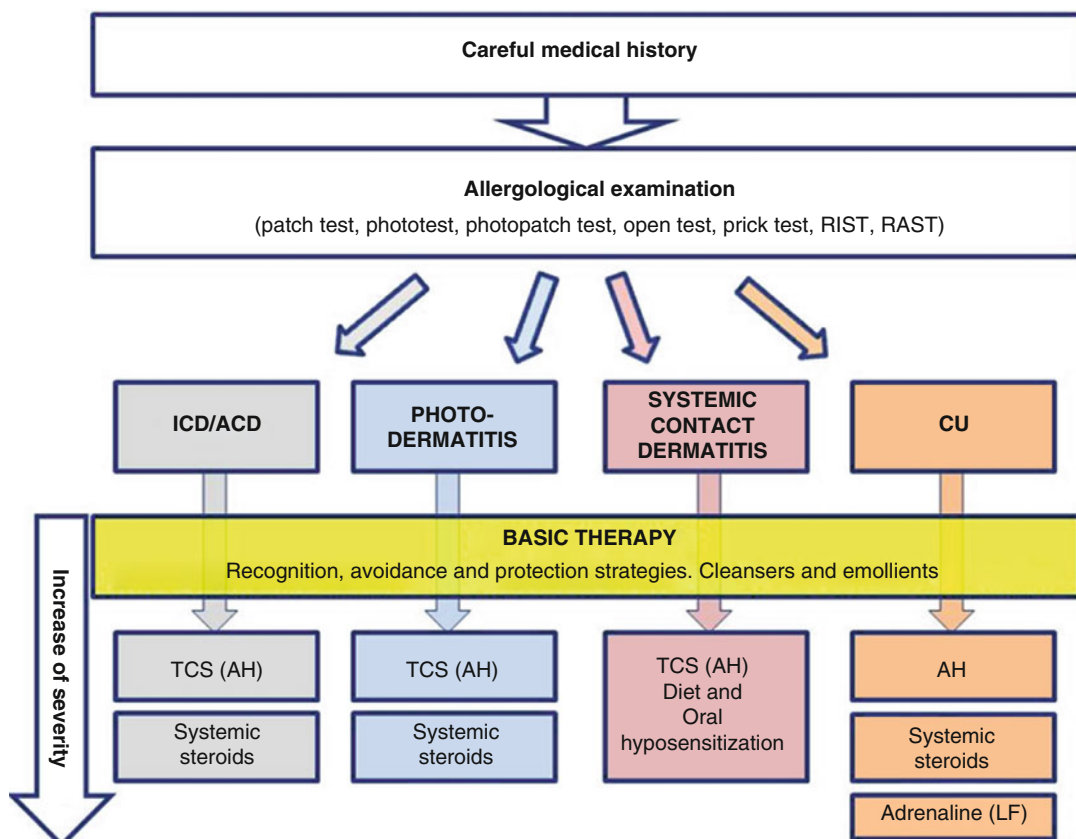 Careful medical history
Allergological examination
(patch test, phototest, photopatch test, open test, prick test, RIST, RAST)
ICD/ACD
PHOTO-
DERMATITIS
SYSTEMIC
CONTACT
DERMATITIS
CU
Increase of severity
BASIC THERAPY
Recognition, avoidance and protection strategies. Cleansers and emollients
TCS (AH)
Systemic
steroids
TCS (AH)
Systemic
steroids
TCS (AH)
Diet and
Oral
hyposensitization
AH
Systemic
steroids
Adrenaline (LF)